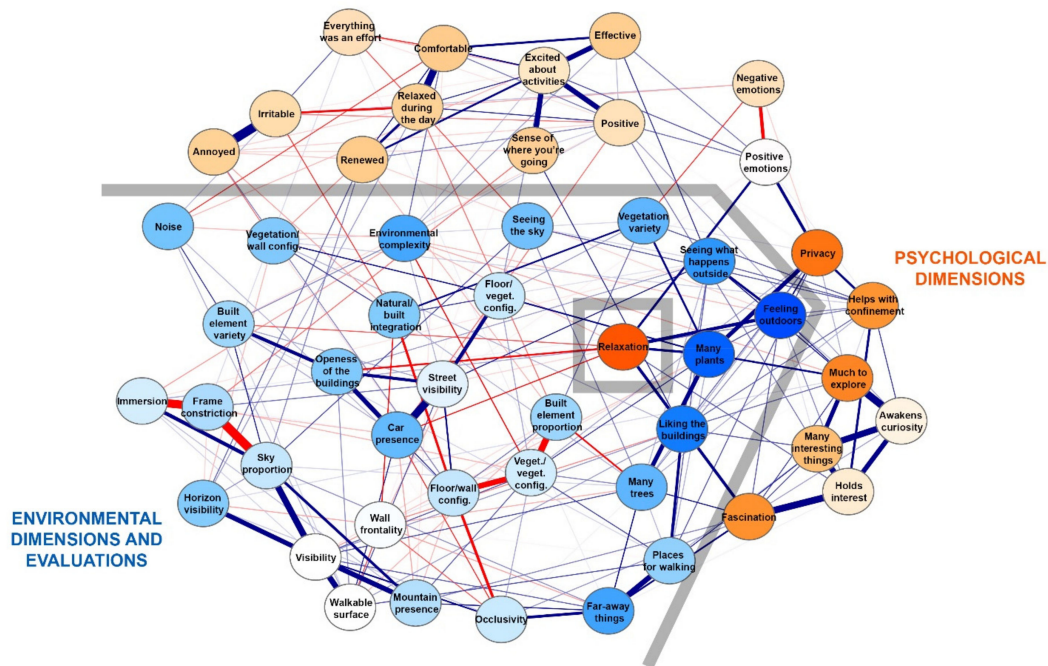 Everything
was an effort
Comfortable
Effective
Excited
about
activities
Negative
emotions
Relaxed
during
the day
Irritable
Positive
Annoyed
Renewed
Sense of
where you're
going
Positive
emotions
Noise
Vegetation/
wall config.
Environmental
complexity
Seeing
the sky
Vegetation
variety
Seeing what
happens
outside
Privacy
PSYCHOLOGICAL
DIMENSIONS
Floor/
veget.
config.
Natural/
built
integration
Built
element
variety
Feeling
outdoors
Helps with
confinement
Relaxation
Many
plants
Openess
of the
buildings
Street
visibility
Much to
explore
Immersion
Frame
constriction
Car
presence
Built
element
proportion
Liking the
buildings
Awakens
curiosity
Many
interesting
things
Sky
proportion
Veget./
veget.
config.
Floor/wall
config.
Many
trees
Holds
interest
Horizon
visibility
Fascination
Wall
frontality
ENVIRONMENTAL
DIMENSIONS AND
EVALUATIONS
Visibility
Places
for walking
Walkable
surface
Mountain
presence
Occlusivity
Far-away
things